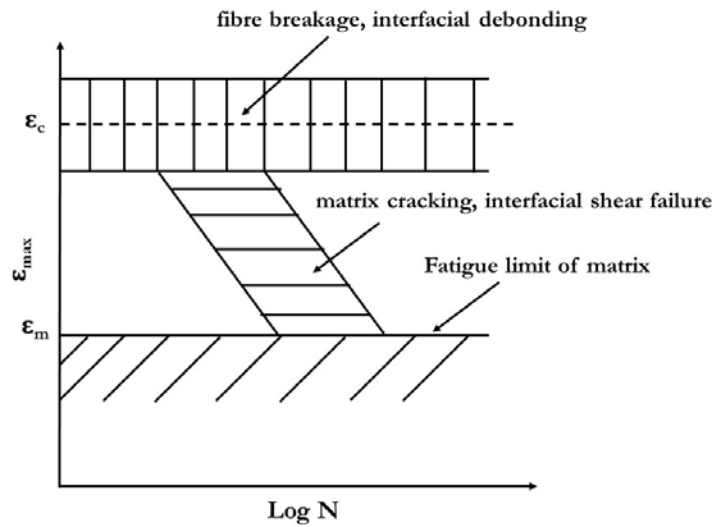 fibre breakage, interfacial debonding
εc
matrix cracking, interfacial shear failure
εmax
Fatigue limit of matrix
εm
Log N